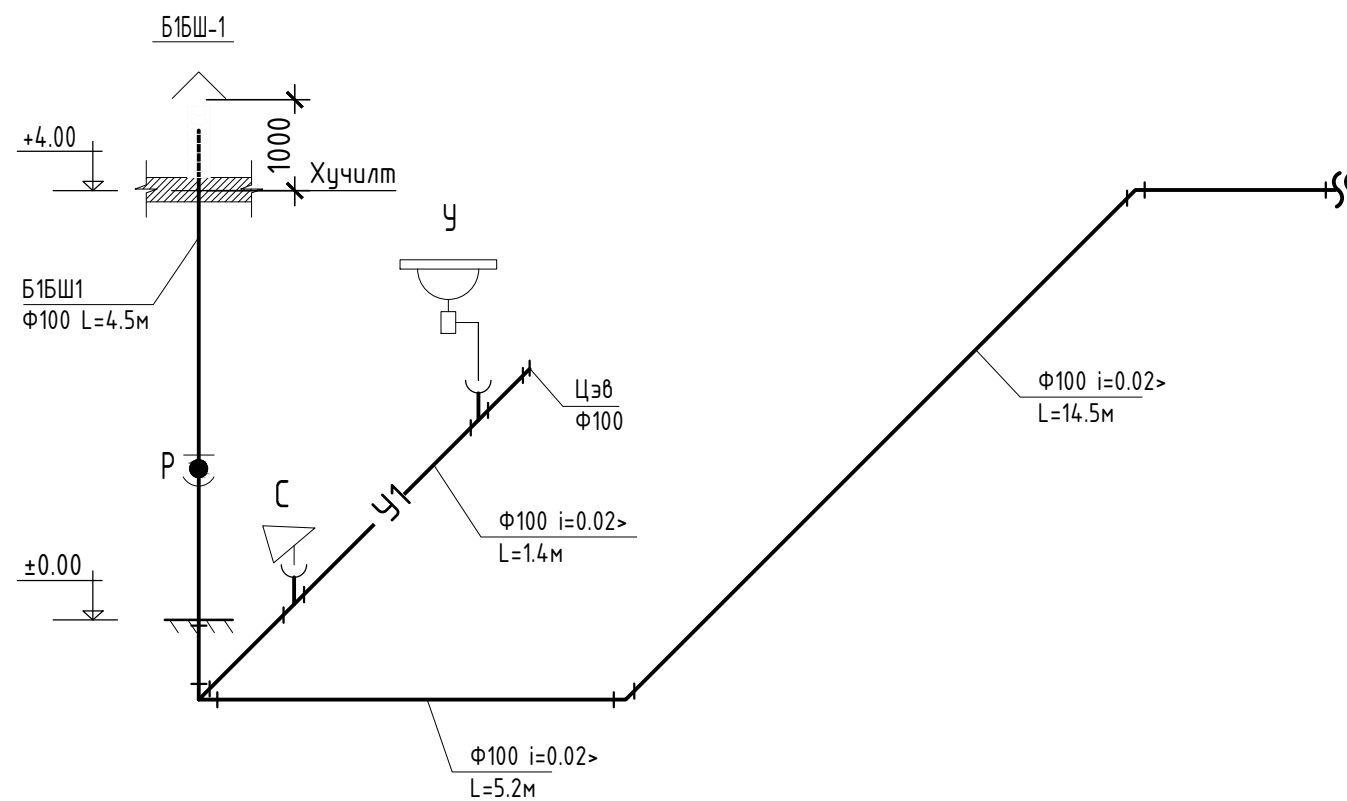 Б1БШ-1
+4.00
1000
Хучилт
У
Б1БШ1
Ф100 L=4.5м
Цэв
Ф100
Ф100 i=0.02>
L=14.5м
Р
С
У1
Ф100 i=0.02>
L=1.4м
±0.00
Ф100 i=0.02>
L=5.2м